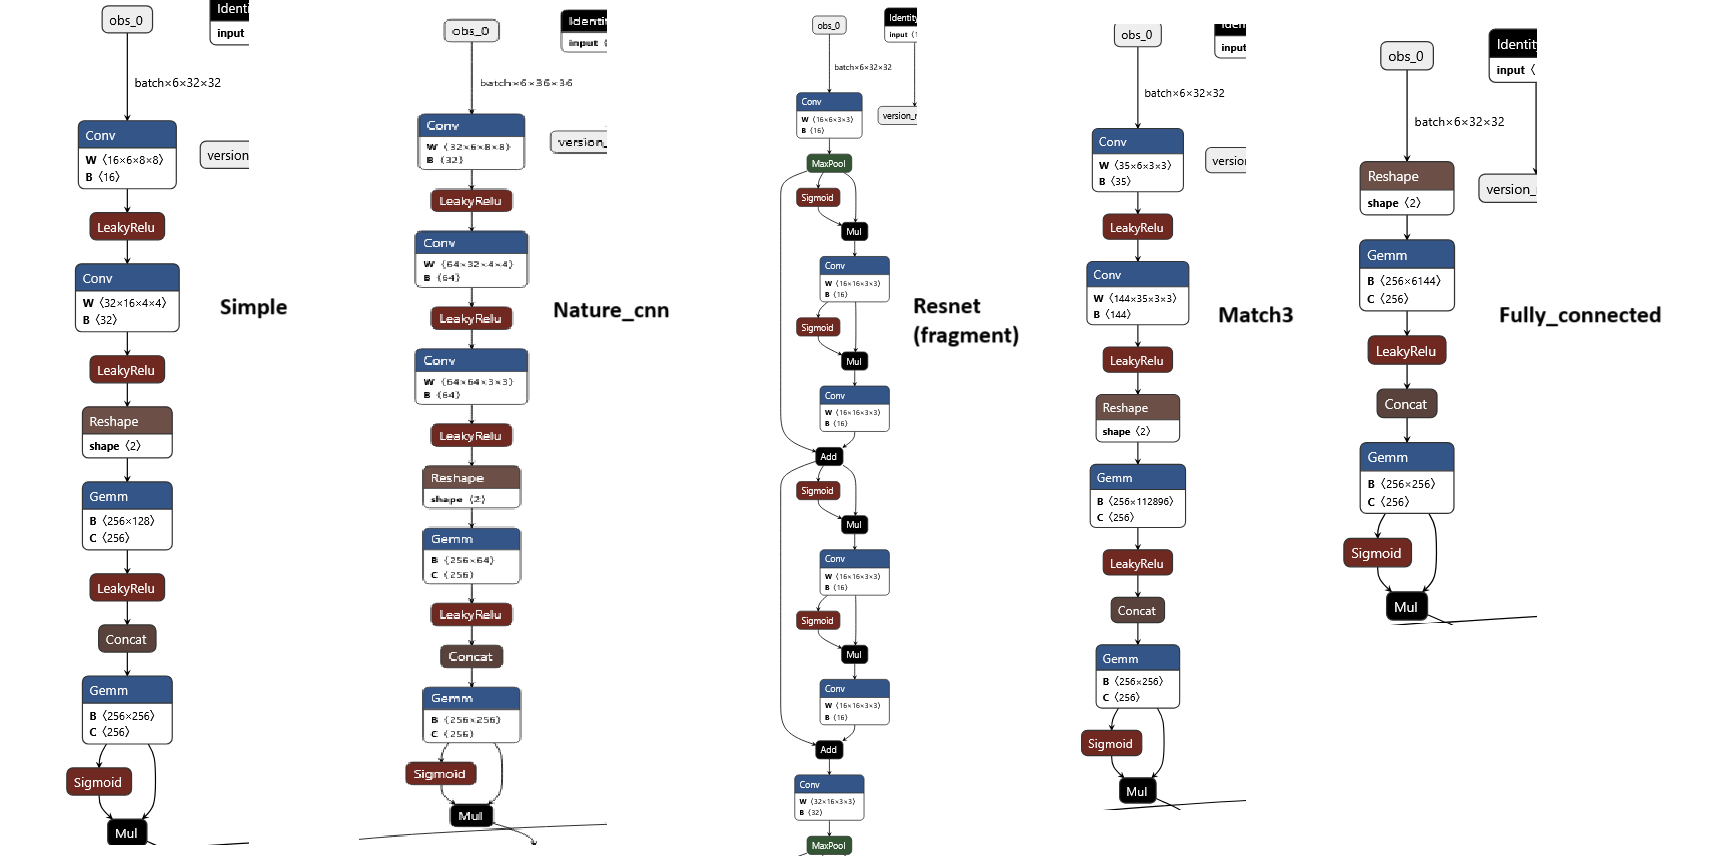 obs_0
Identi
input
batch×6×32×32
Conv
W ⟨16×6×8×8⟩
B ⟨16⟩
version
LeakyRelu
Conv
W ⟨32×16×4×4⟩
B ⟨32⟩
Simple
LeakyRelu
Reshape
shape ⟨2⟩
Gemm
B ⟨256×128⟩
C ⟨256⟩
LeakyRelu
Concat
Gemm
B ⟨256×256⟩
C ⟨256⟩
Sigmoid
Mul
obs_0
Identi
input ⟨
batch×6×36×36
Conv
W ⟨32×6×8×8⟩
B ⟨32⟩
version_
LeakyRelu
Conv
W ⟨64×32×4×4⟩
B ⟨64⟩
Nature_cnn
LeakyRelu
Conv
W ⟨64×64×3×3⟩
B ⟨64⟩
LeakyRelu
Reshape
shape ⟨2⟩
Gemm
B ⟨256×64⟩
C ⟨256⟩
LeakyRelu
Concat
Gemm
B ⟨256×256⟩
C ⟨256⟩
Sigmoid
Mul
obs_0
Identity
input ⟨1
batch×6×32×32
Conv
W ⟨16×6×3×3⟩
B ⟨16⟩
version_n
MaxPool
Sigmoid
Mul
Conv
W ⟨16×16×3×3⟩
B ⟨16⟩
Resnet
(fragment)
Sigmoid
Mul
Conv
W ⟨16×16×3×3⟩
B ⟨16⟩
Add
Sigmoid
Mul
Conv
W ⟨16×16×3×3⟩
B ⟨16⟩
Sigmoid
Mul
Conv
W ⟨16×16×3×3⟩
B ⟨16⟩
Add
Conv
W ⟨32×16×3×3⟩
B ⟨32⟩
MaxPool
obs_0
Identi
input
batch×6×32×32
Conv
W ⟨35×6×3×3⟩
B ⟨35⟩
version
LeakyRelu
Conv
W ⟨144×35×3×3⟩
B ⟨144⟩
Match3
LeakyRelu
Reshape
shape ⟨2⟩
Gemm
B ⟨256×112896⟩
C ⟨256⟩
LeakyRelu
Concat
Gemm
B ⟨256×256⟩
C ⟨256⟩
Sigmoid
Mul
obs_0
Identity
input ⟨
batch×6×32×32
Reshape
shape ⟨2⟩
version_
Gemm
B ⟨256×6144⟩
C ⟨256⟩
Fully_connected
LeakyRelu
Concat
Gemm
B ⟨256×256⟩
C ⟨256⟩
Sigmoid
Mul